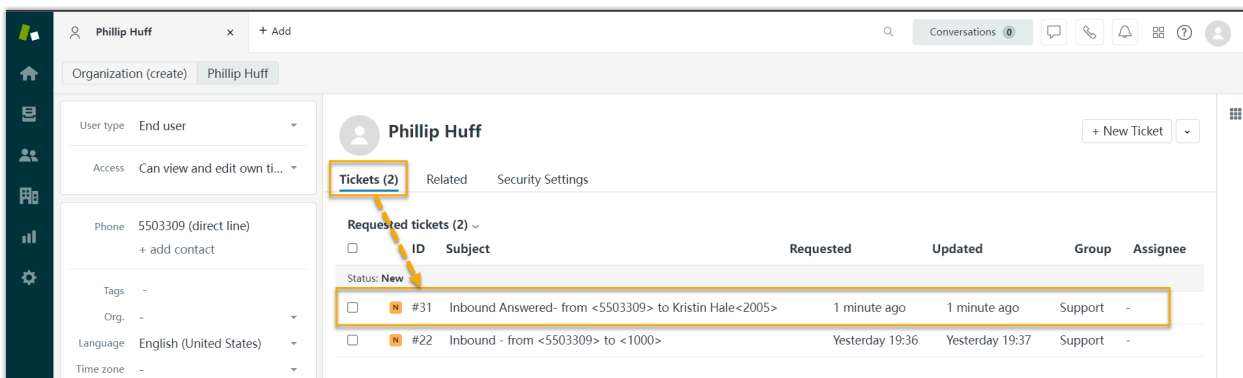 Phillip Huff × + Add Conversations 0
Organization (create) Phillip Huff
User type End user
Access Can view and edit own ti...
Phone 5503309 (direct line)
+ add contact
Tags -
Org. -
Language English (United States)
Time zone -
Phillip Huff + New Ticket
Tickets (2) Related Security Settings
Requested tickets (2)
ID Subject Requested Updated Group Assignee
Status: New
N #31 Inbound Answered- from <5503309> to Kristin Hale<2005> 1 minute ago 1 minute ago Support -
N #22 Inbound - from <5503309> to <1000> Yesterday 19:36 Yesterday 19:37 Support -